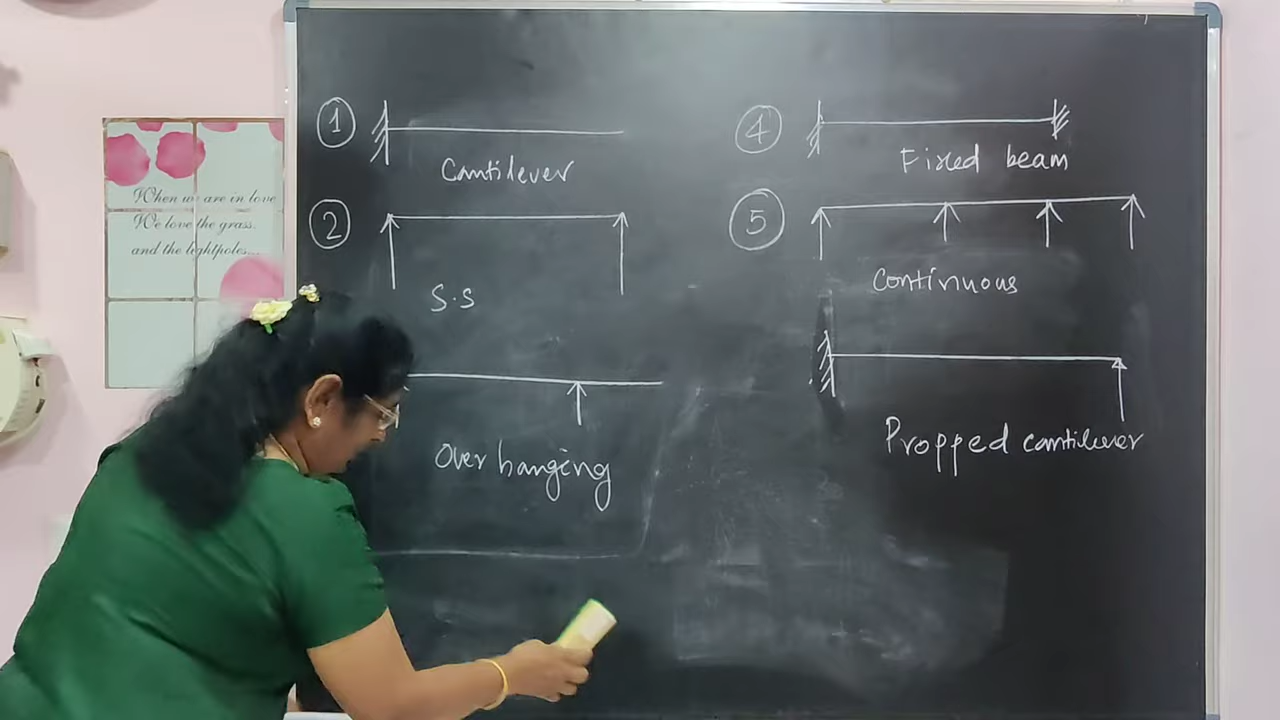 When we are in love
We love the grass,
and the lightpoles...
1
Cantilever
2
S.S
Over hanging
4
Fixed beam
5
Continuous
Propped cantilever